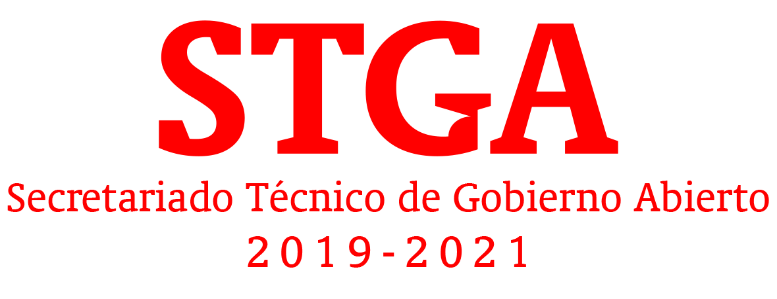 STGA
Secretariado Técnico de Gobierno Abierto
2019-2021